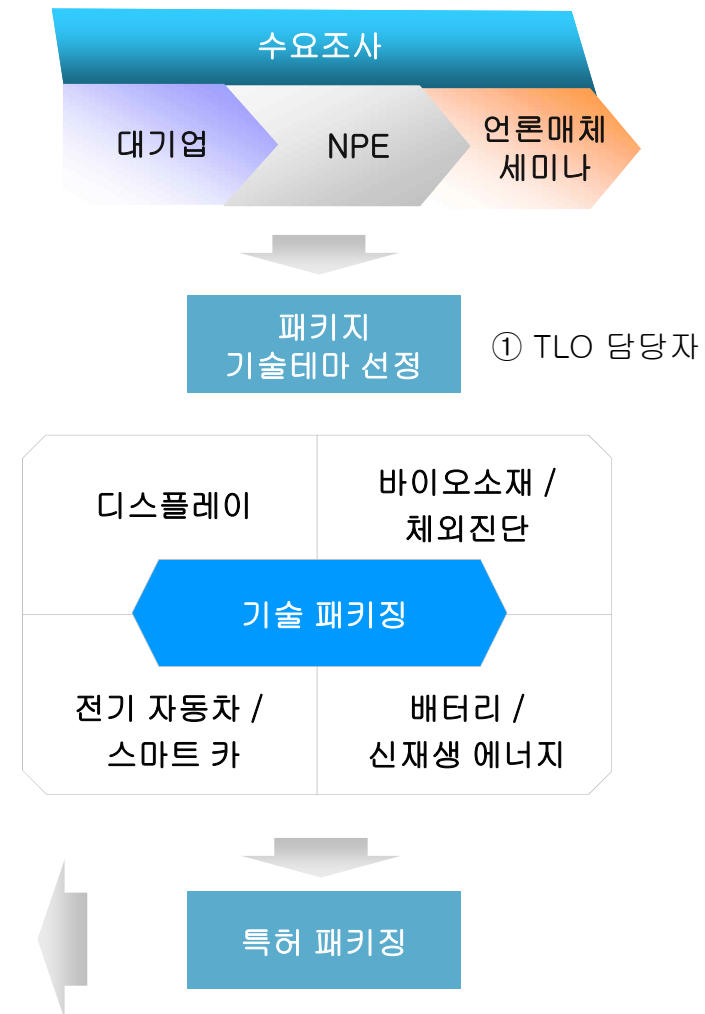 수요조사
대기업
NPE
언론매체
세미나
패키지
기술테마 선정
① TLO 담당자
디스플레이
바이오소재 /
체외진단
기술 패키징
전기 자동차 /
스마트 카
배터리 /
신재생 에너지
특허 패키징